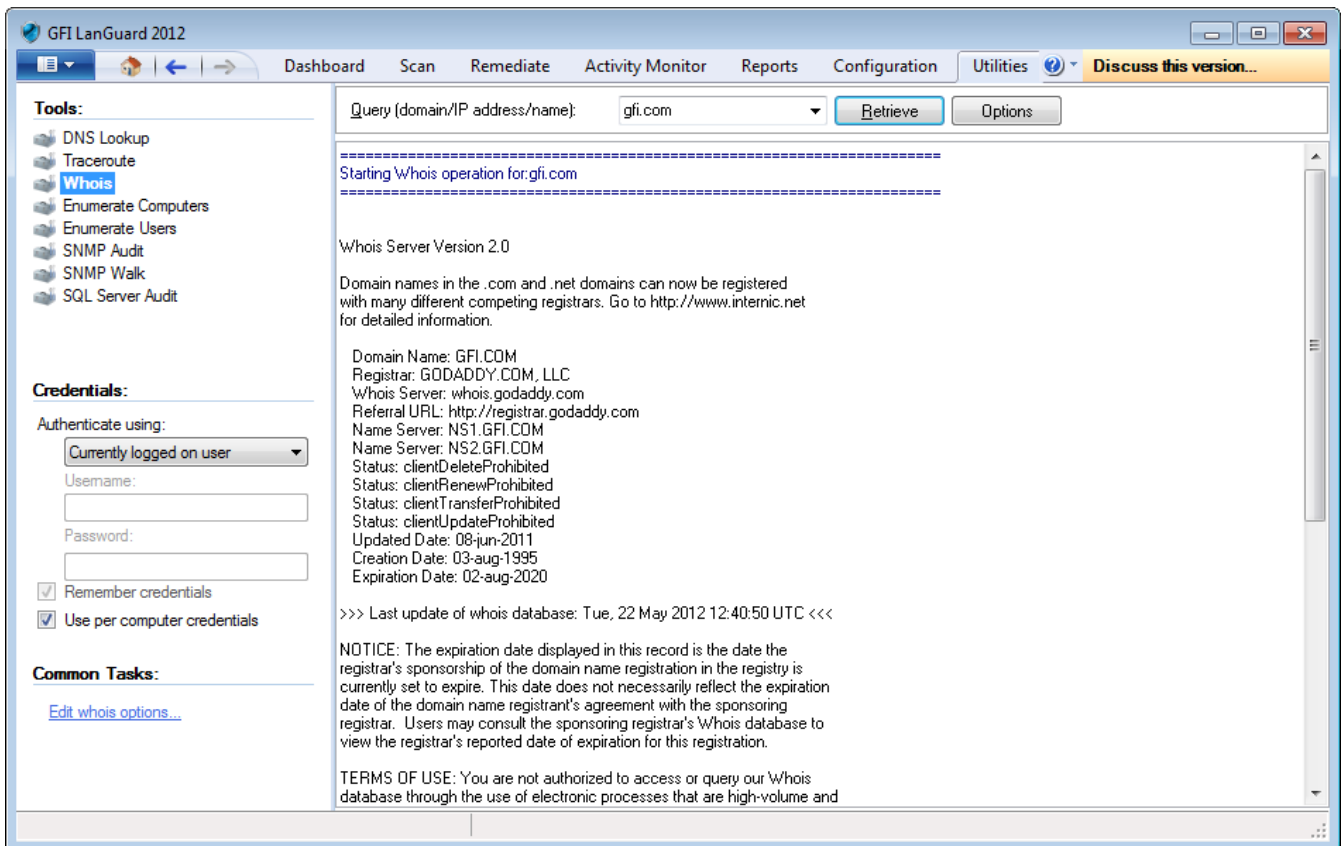 GFI LanGuard 2012
Dashboard Scan Remediate Activity Monitor Reports Configuration Utilities Discuss this version...
Tools:
DNS Lookup
Traceroute
Whois
Enumerate Computers
Enumerate Users
SNMP Audit
SNMP Walk
SQL Server Audit
Credentials:
Authenticate using:
Currently logged on user
Username:
Password:
Remember credentials
Use per computer credentials
Common Tasks:
Edit whois options...
Query (domain/IP address/name): gfi.com Retrieve Options
=======================================================================
Starting Whois operation for:gfi.com
=======================================================================
Whois Server Version 2.0
Domain names in the .com and .net domains can now be registered
with many different competing registrars. Go to http://www.internic.net
for detailed information.
Domain Name: GFI.COM
Registrar: GODADDY.COM, LLC
Whois Server: whois.godaddy.com
Referral URL: http://registrar.godaddy.com
Name Server: NS1.GFI.COM
Name Server: NS2.GFI.COM
Status: clientDeleteProhibited
Status: clientRenewProhibited
Status: clientTransferProhibited
Status: clientUpdateProhibited
Updated Date: 08-jun-2011
Creation Date: 03-aug-1995
Expiration Date: 02-aug-2020
>>> Last update of whois database: Tue, 22 May 2012 12:40:50 UTC <<<
NOTICE: The expiration date displayed in this record is the date the
registrar's sponsorship of the domain name registration in the registry is
currently set to expire. This date does not necessarily reflect the expiration
date of the domain name registrant's agreement with the sponsoring
registrar.  Users may consult the sponsoring registrar's Whois database to
view the registrar's reported date of expiration for this registration.
TERMS OF USE: You are not authorized to access or query our Whois
database through the use of electronic processes that are high-volume and